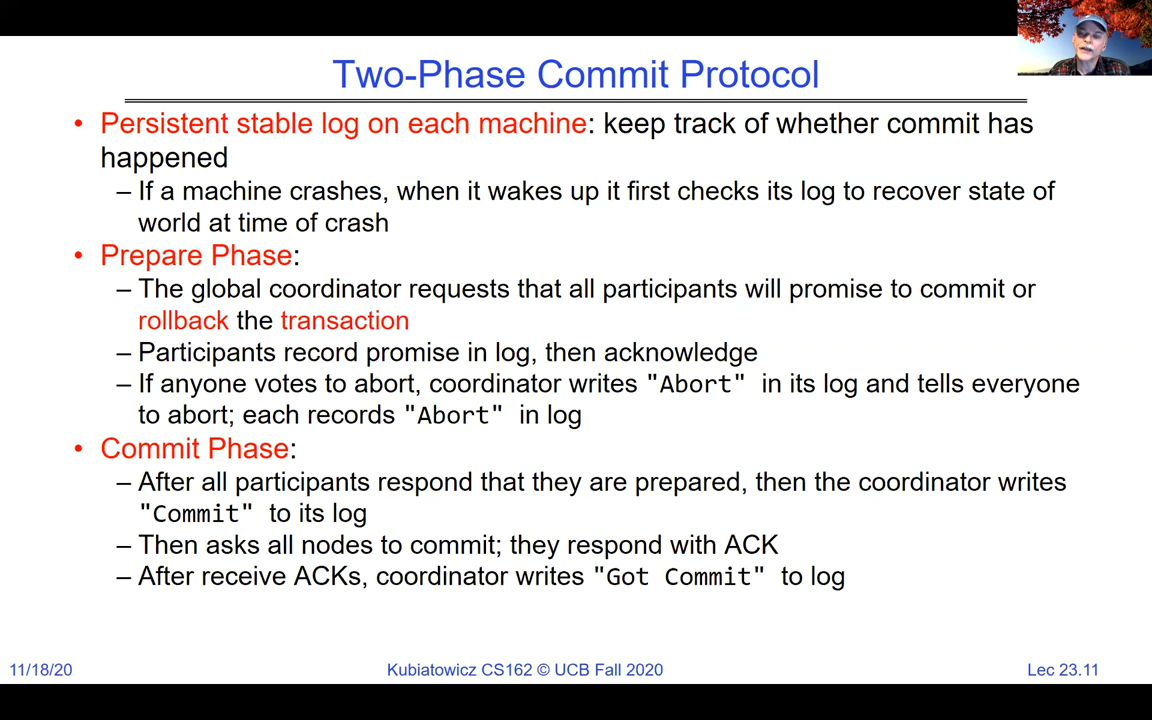 Two-Phase Commit Protocol
• Persistent stable log on each machine: keep track of whether commit has
happened
– If a machine crashes, when it wakes up it first checks its log to recover state of
world at time of crash
• Prepare Phase:
– The global coordinator requests that all participants will promise to commit or
rollback the transaction
– Participants record promise in log, then acknowledge
– If anyone votes to abort, coordinator writes "Abort" in its log and tells everyone
to abort; each records "Abort" in log
• Commit Phase:
– After all participants respond that they are prepared, then the coordinator writes
"Commit" to its log
– Then asks all nodes to commit; they respond with ACK
– After receive ACKs, coordinator writes "Got Commit" to log
11/18/20
Kubiatowicz CS162 © UCB Fall 2020
Lec 23.11